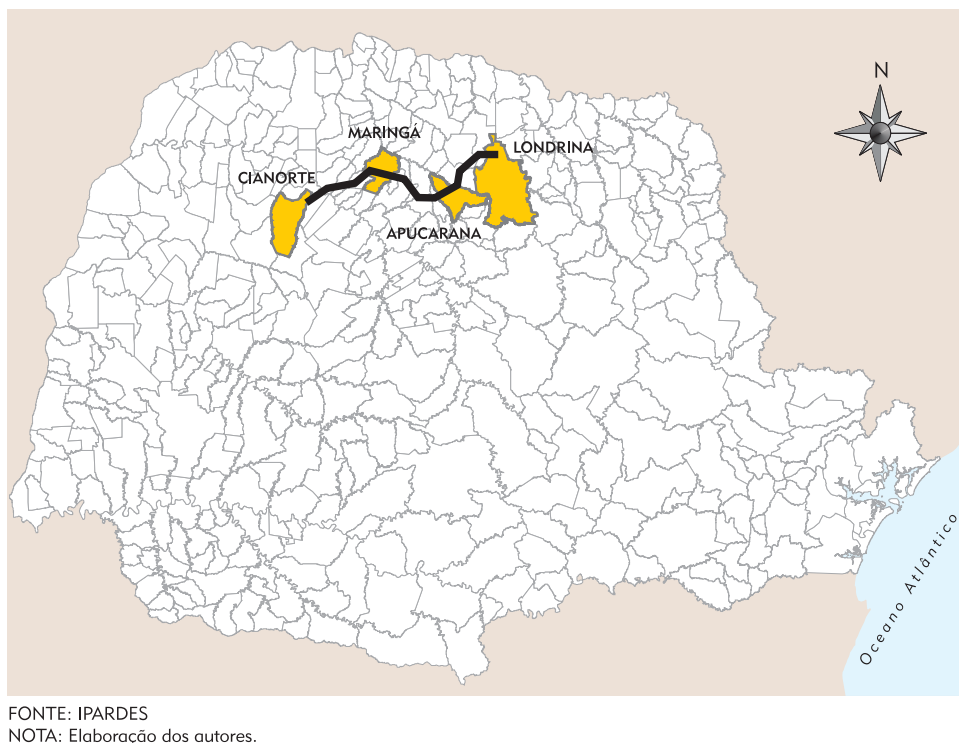 N
MARINGÁ
LONDRINA
CIANORTE
APUCARANA
Oceano Atlântico
FONTE: IPARDES
NOTA: Elaboração dos autores.